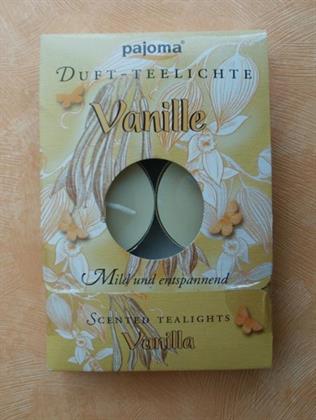 pajoma®
DUFT-TEELICHTE
Vanille
Mild und entspannend
SCENTED TEALIGHTS
Vanilla